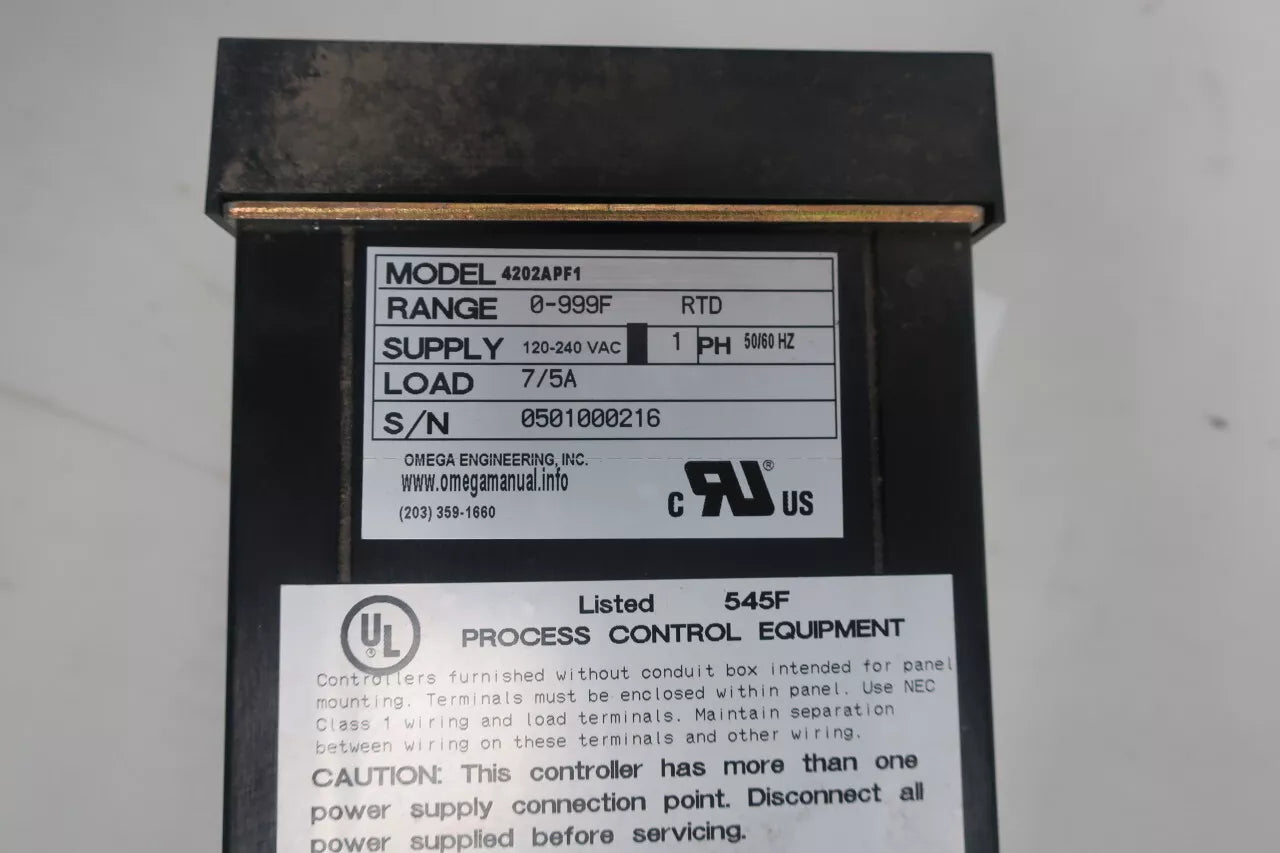 MODEL 4202APF1
RANGE 0-999F RTD
SUPPLY 120-240 VAC 1 PH 50/60 HZ
LOAD 7/5A
S/N 0501000216
OMEGA ENGINEERING, INC.
www.omegamanual.info
(203) 359-1660
C RU ® US
UL ®
Listed 545F
PROCESS CONTROL EQUIPMENT
Controllers furnished without conduit box intended for panel
mounting. Terminals must be enclosed within panel. Use NEC
Class 1 wiring and load terminals. Maintain separation
between wiring on these terminals and other wiring.
CAUTION: This controller has more than one
power supply connection point. Disconnect all
power supplied before servicing.